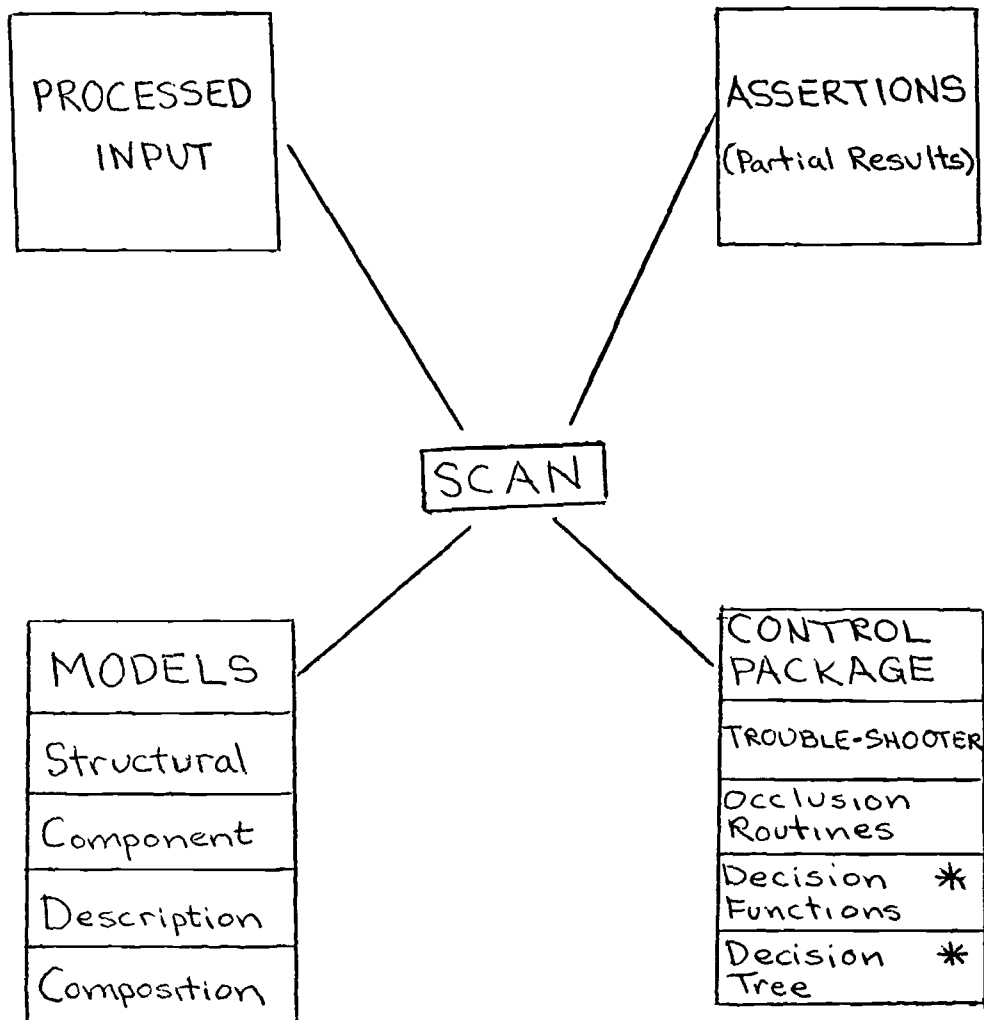 PROCESSED
INPUT
ASSERTIONS
(Partial Results)
SCAN
MODELS
Structural
Component
Description
Composition
CONTROL
PACKAGE
TROUBLE-SHOOTER
Occlusion
Routines
Decision *
Functions
Decision *
Tree